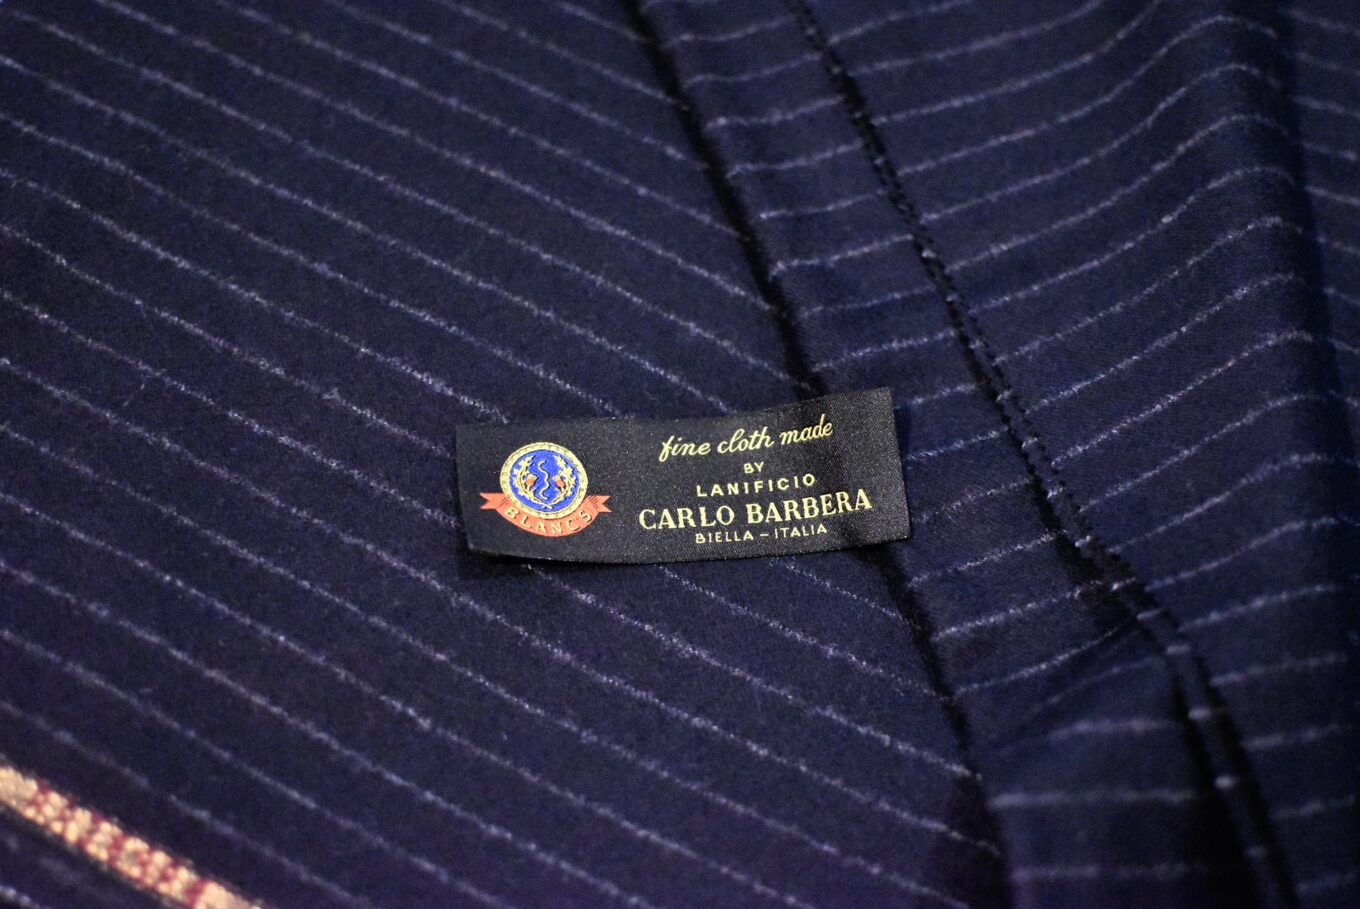 BLANCS
fine cloth made
BY
LANIFICIO
CARLO BARBERA
BIELLA – ITALIA